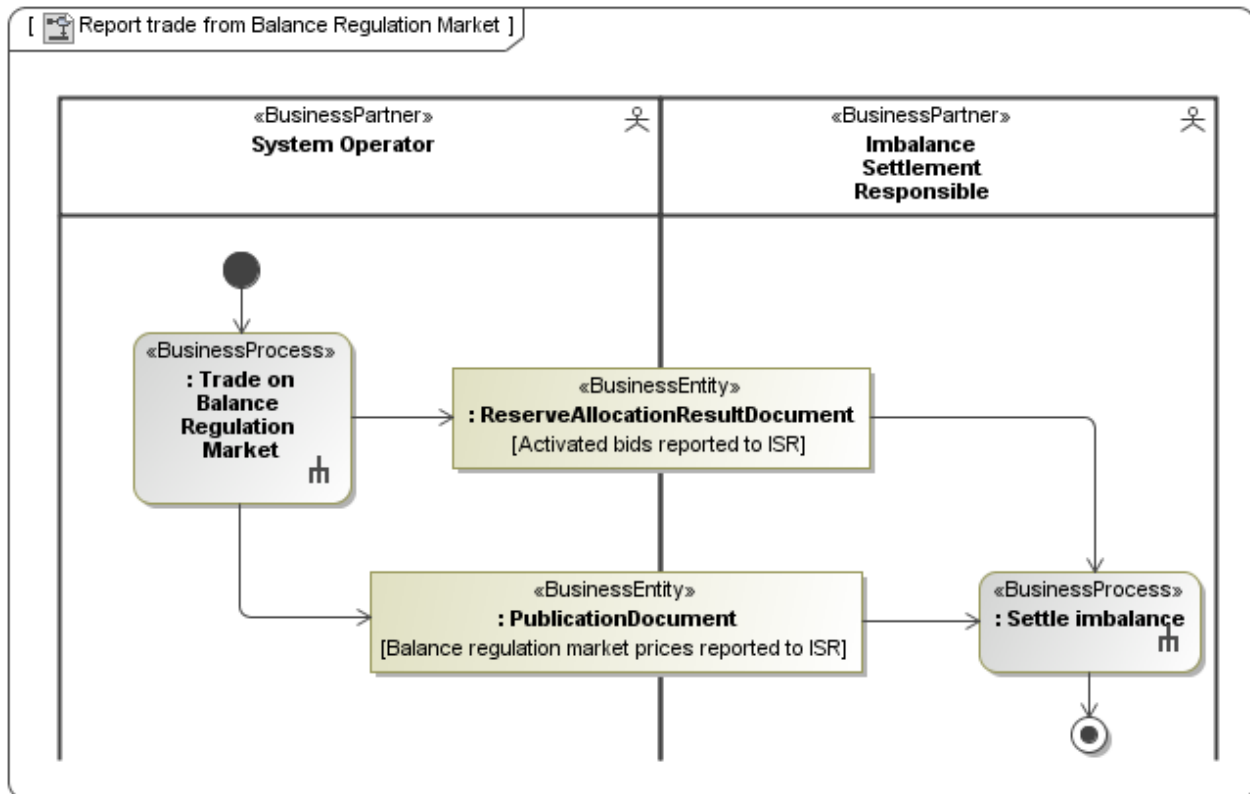 [ Report trade from Balance Regulation Market ]
«BusinessPartner»
System Operator
«BusinessPartner»
Imbalance
Settlement
Responsible
«BusinessProcess»
: Trade on
Balance
Regulation
Market
«BusinessEntity»
: ReserveAllocationResultDocument
[Activated bids reported to ISR]
«BusinessEntity»
: PublicationDocument
[Balance regulation market prices reported to ISR]
«BusinessProcess»
: Settle imbalance